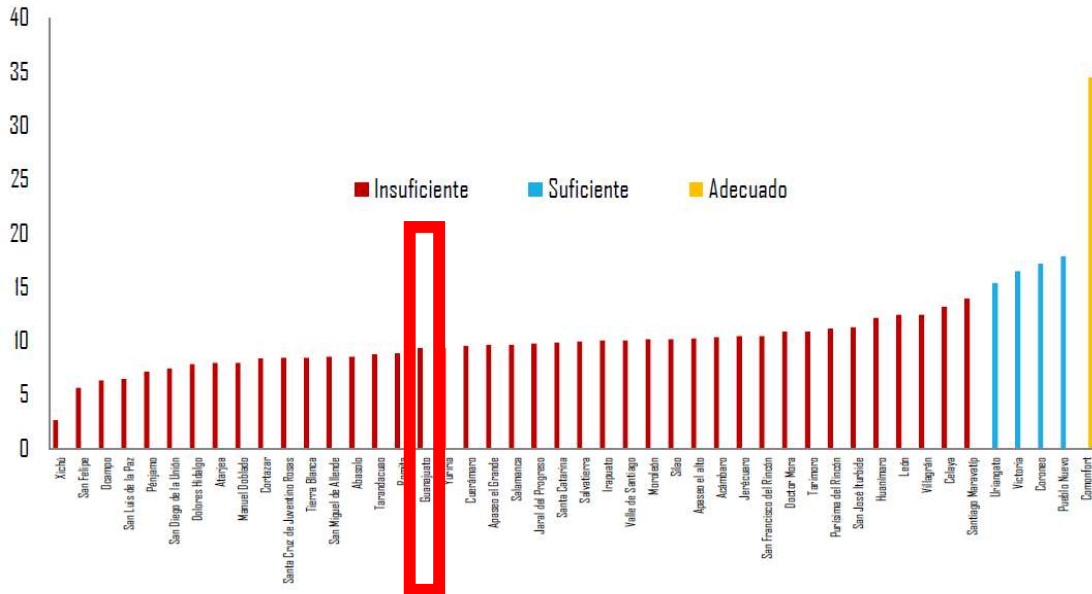 40
35
30
25
20
15
10
5
0
Insuficiente Suficiente Adecuado
Xichú
San Felipe
Ocampo
San Luis de la Paz
Pénjamo
San Diego de la Unión
Dolores Hidalgo
Atarjea
Manuel Doblado
Cortazar
Santa Cruz de Juventino Rosas
Tierra Blanca
San Miguel de Allende
Abasolo
Tarandacuao
Romita
Guanajuato
Yuriria
Cuerámaro
Apaseo el Grande
Salamanca
Jaral del Progreso
Santa Catarina
Salvatierra
Irapuato
Valle de Santiago
Moroleón
Silao
Apaseo el alto
Acámbaro
Jerécuaro
San Francisco del Rincón
Doctor Mora
Tarimoro
Purísima del Rincón
San José Iturbide
Huanímaro
León
Villagrán
Celaya
Santiago Maravatíp
Uriangato
Victoria
Coroneo
Pueblo Nuevo
Comonfort